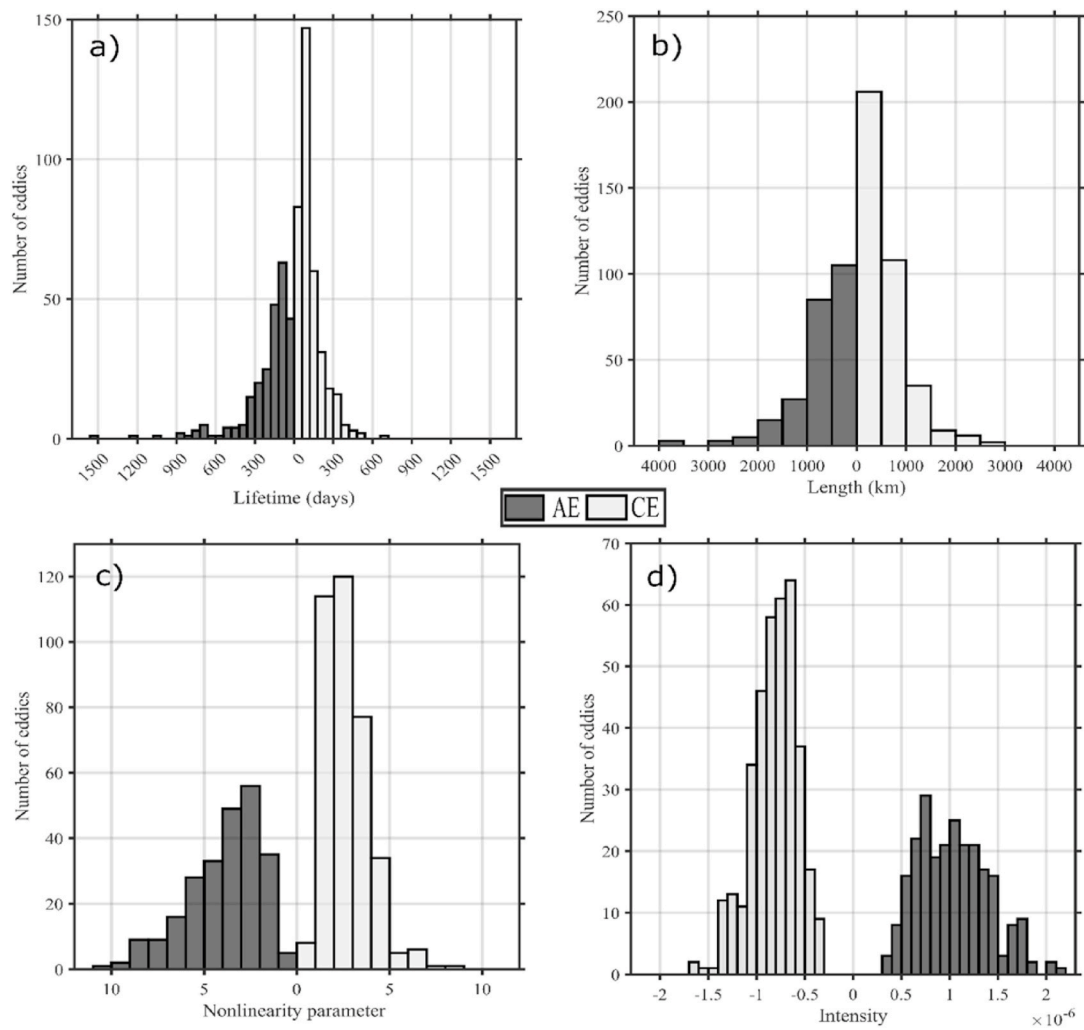 a)
150
100
50
0
Number of eddies
1500 1200 900 600 300 0 300 600 900 1200 1500
Lifetime (days)
b)
250
200
150
100
50
0
Number of eddies
4000 3000 2000 1000 0 1000 2000 3000 4000
Length (km)
AE CE
c)
120
100
80
60
40
20
0
Number of eddies
10 5 0 5 10
Nonlinearity parameter
d)
70
60
50
40
30
20
10
0
Number of eddies
-2 -1.5 -1 -0.5 0 0.5 1 1.5 2
Intensity
×10-6